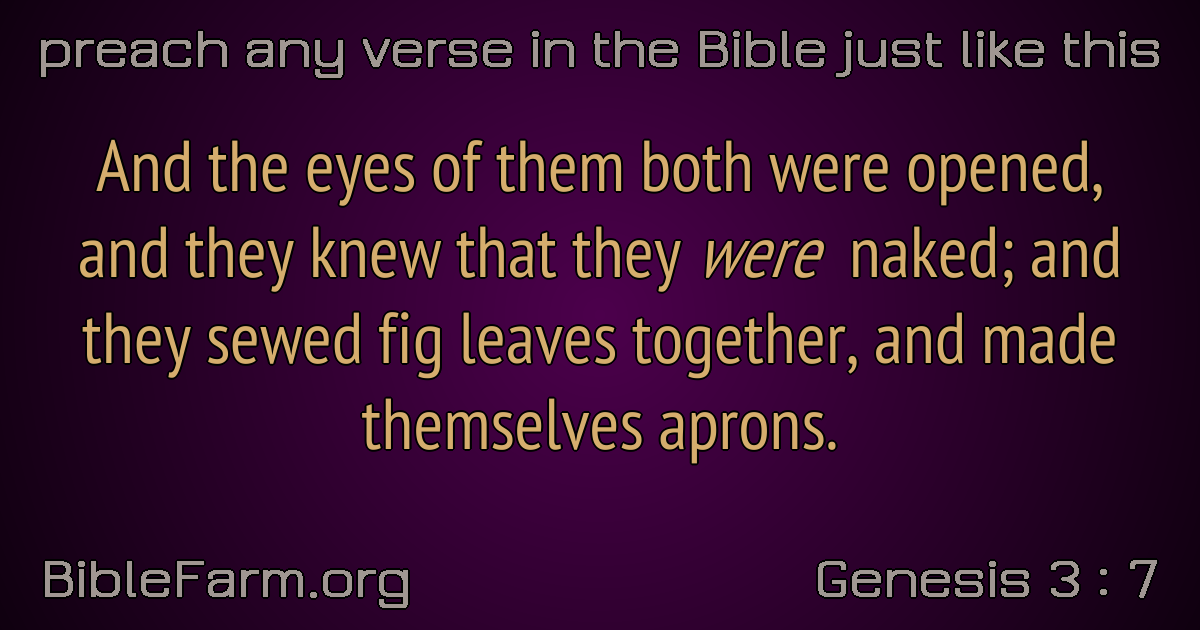 preach any verse in the Bible just like this
And the eyes of them both were opened,
and they knew that they were naked; and
they sewed fig leaves together, and made
themselves aprons.
BibleFarm.org
Genesis 3 : 7